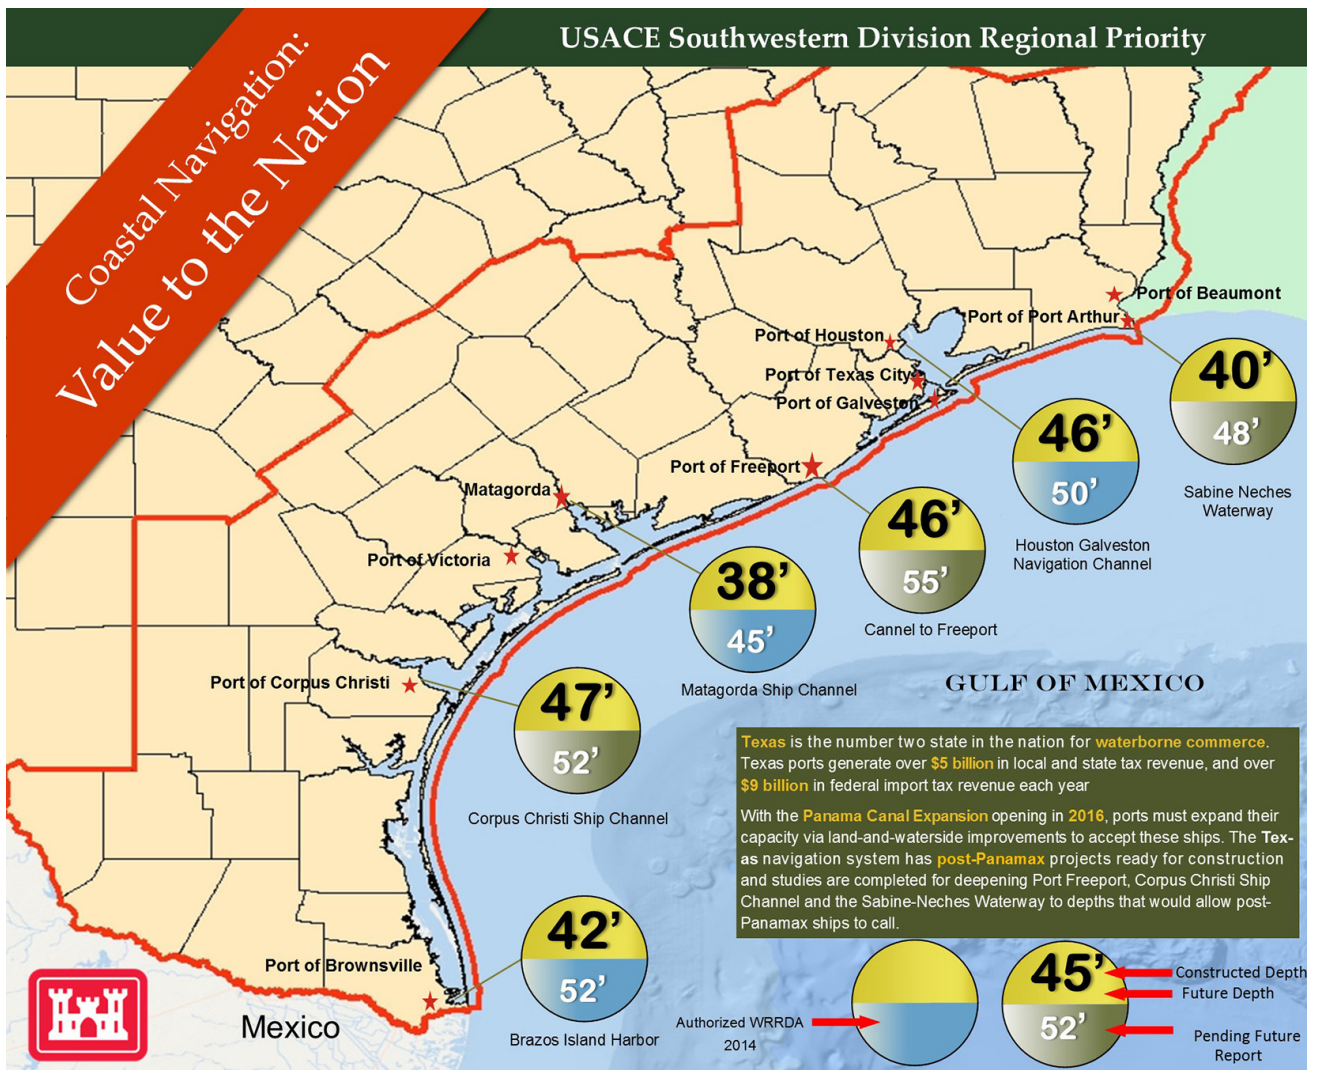 USACE Southwestern Division Regional Priority
Coastal Navigation:
Value to the Nation
Port of Beaumont
Port of Port Arthur
Port of Houston
Port of Texas City
Port of Galveston
Port of Freeport
Matagorda
Port of Victoria
Port of Corpus Christi
Port of Brownsville
Mexico
40’
48’
Sabine Neches
Waterway
46’
50’
Houston Galveston
Navigation Channel
46’
55’
Cannel to Freeport
38’
45’
Matagorda Ship Channel
47’
52’
Corpus Christi Ship Channel
42’
52’
Brazos Island Harbor
GULF OF MEXICO
Texas is the number two state in the nation for waterborne commerce.
Texas ports generate over $5 billion in local and state tax revenue, and over
$9 billion in federal import tax revenue each year
With the Panama Canal Expansion opening in 2016, ports must expand their
capacity via land-and-waterside improvements to accept these ships. The Tex-
as navigation system has post-Panamax projects ready for construction
and studies are completed for deepening Port Freeport, Corpus Christi Ship
Channel and the Sabine-Neches Waterway to depths that would allow post-
Panamax ships to call.
Authorized WRRDA
2014
45’
52’
Constructed Depth
Future Depth
Pending Future
Report